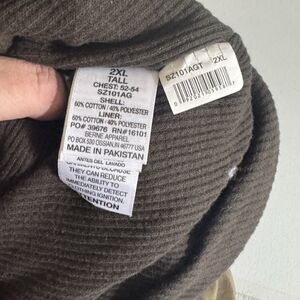 2XL
TALL
CHEST: 52-54
SZ101AG
SHELL:
60% COTTON / 40% POLYESTER
LINER:
60% COTTON / 40% POLYESTER
PO# 39676 RN#16101
BERNE APPAREL
PO BOX 530 OSSIAN,IN 46777 USA
MADE IN PAKISTAN
ANTES DEL LAVADO
THEY CAN REDUCE
THE ABILITY TO
IMMEDIATELY DETECT
CLOTHING IGNITION.
SZ101AGT 2XL